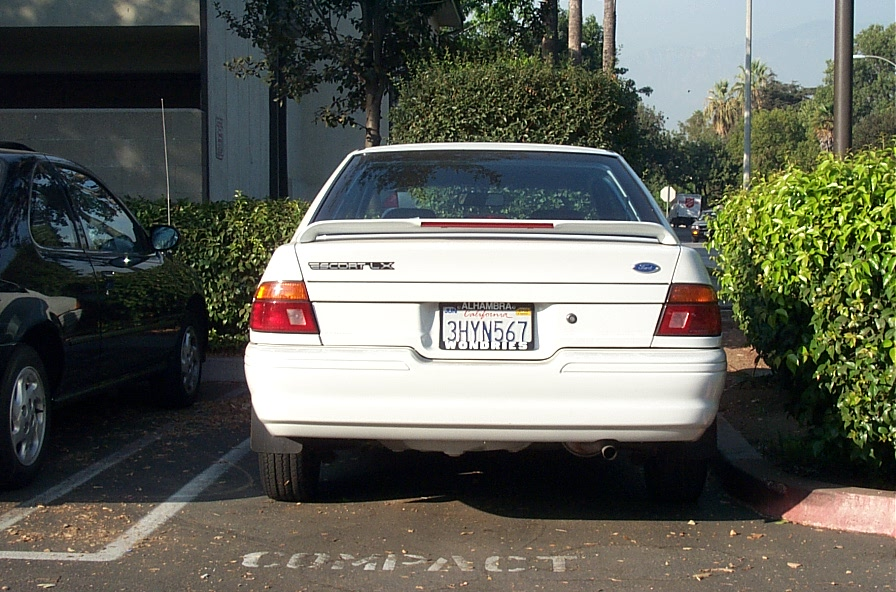 ESCORT LX
Ford
ALHAMBRA
California
3HYN567
WONDRIES
COMPACT